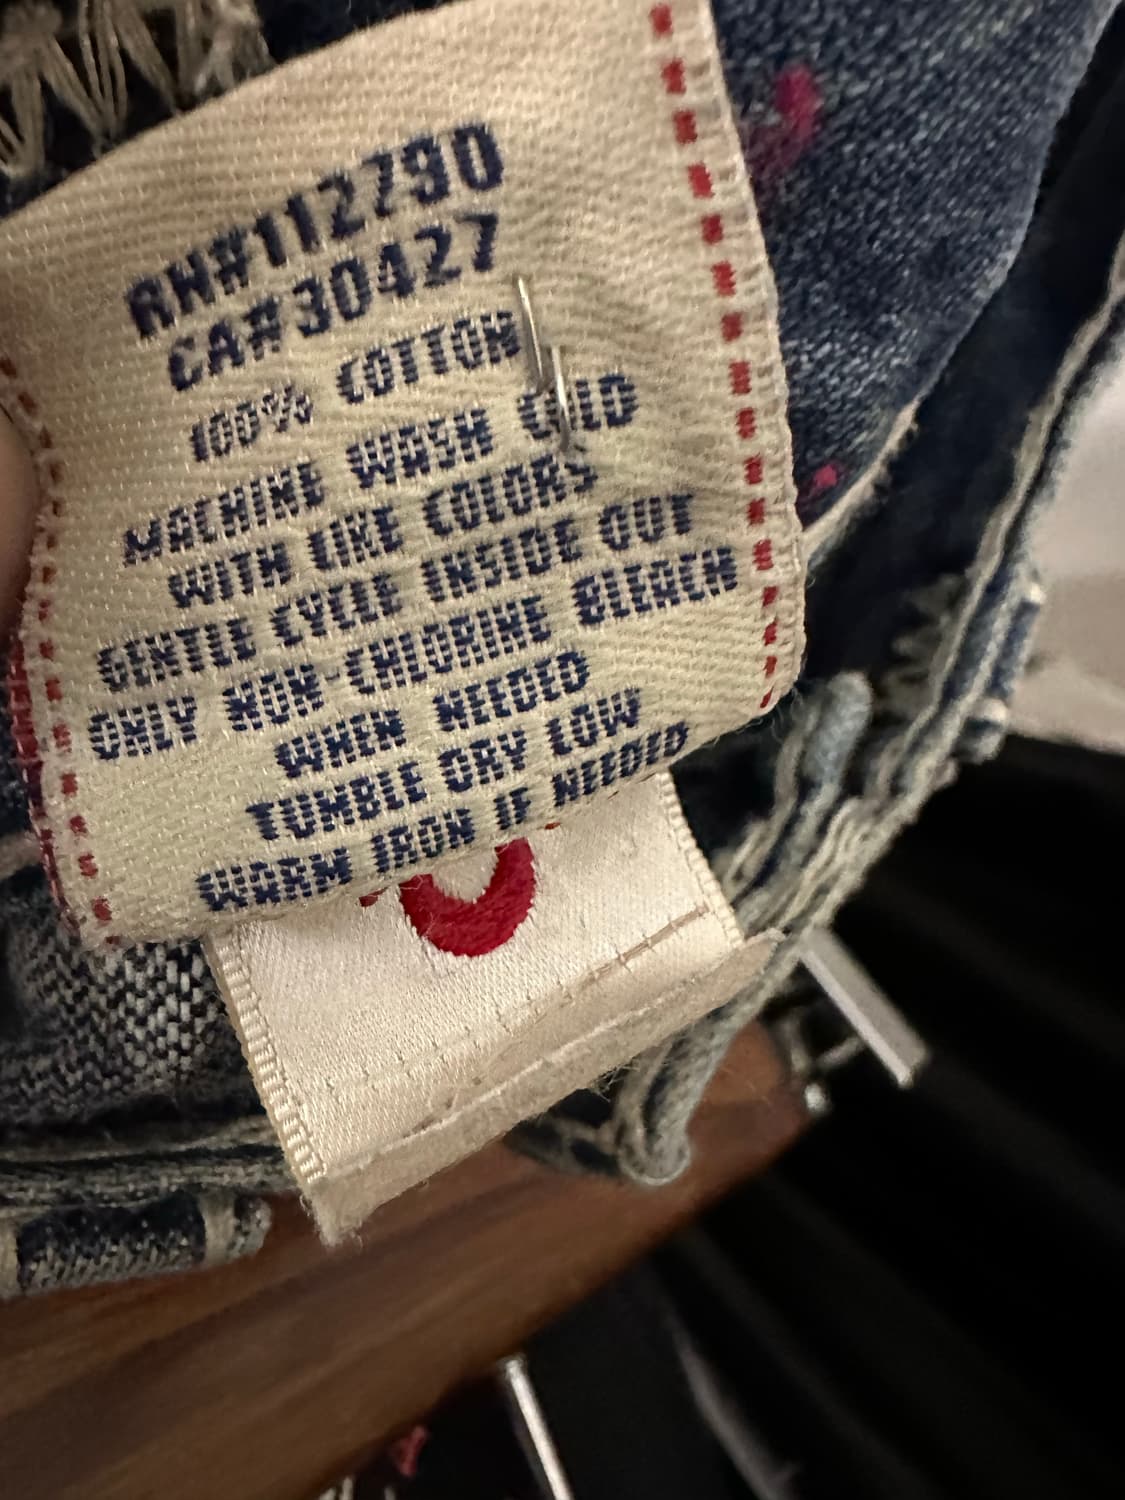 RN#112790
CA#30427
100% COTTON
MACHINE WASH COLD
WITH LIKE COLORS
GENTLE CYCLE INSIDE OUT
ONLY NON-CHLORINE BLEACH
WHEN NEEDED
TUMBLE DRY LOW
WARM IRON IF NEEDED